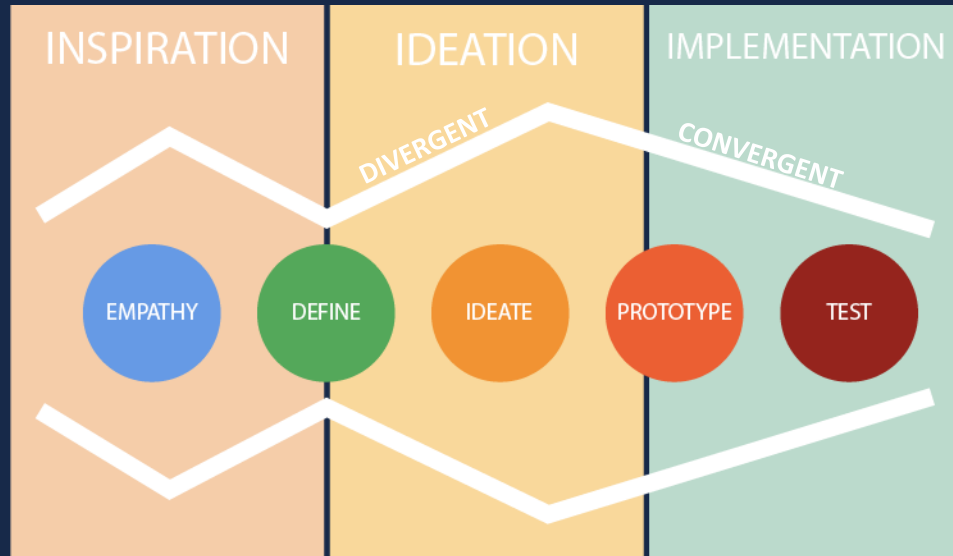 INSPIRATION
IDEATION
IMPLEMENTATION
DIVERGENT
CONVERGENT
EMPATHY
DEFINE
IDEATE
PROTOTYPE
TEST